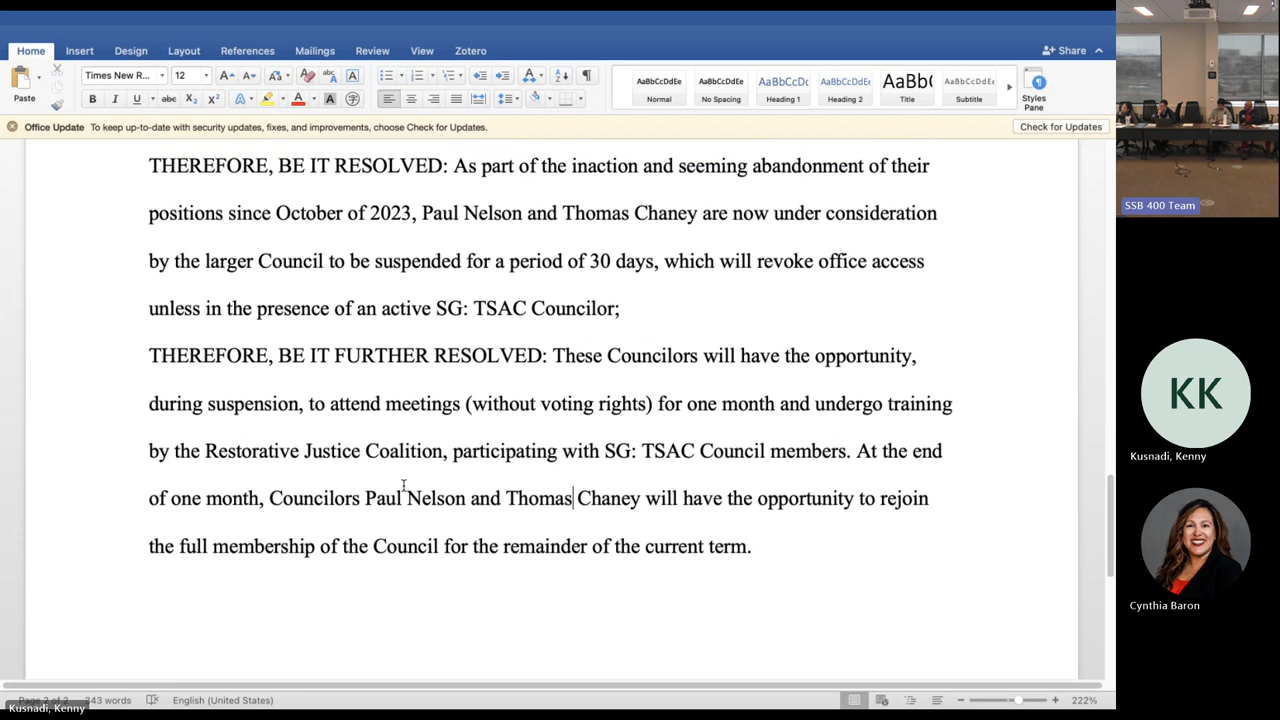 Home Insert Design Layout References Mailings Review View Zotero Share
Paste Times New R... 12 AaBbCcDdEe AaBbCcDdEe AaBbCcDc AaBbCcDdE AaBb( AaBbCcDdEe
Normal No Spacing Heading 1 Heading 2 Title Subtitle Styles Pane
Office Update To keep up-to-date with security updates, fixes, and improvements, choose Check for Updates. Check for Updates
THEREFORE, BE IT RESOLVED: As part of the inaction and seeming abandonment of their
positions since October of 2023, Paul Nelson and Thomas Chaney are now under consideration
by the larger Council to be suspended for a period of 30 days, which will revoke office access
unless in the presence of an active SG: TSAC Councilor;
THEREFORE, BE IT FURTHER RESOLVED: These Councilors will have the opportunity,
during suspension, to attend meetings (without voting rights) for one month and undergo training
by the Restorative Justice Coalition, participating with SG: TSAC Council members. At the end
of one month, Councilors Paul Nelson and Thomas Chaney will have the opportunity to rejoin
the full membership of the Council for the remainder of the current term.
Page 2 of 2 343 words English (United States) 222%
Kusnadi, Kenny
SSB 400 Team
KK
Kusnadi, Kenny
Cynthia Baron